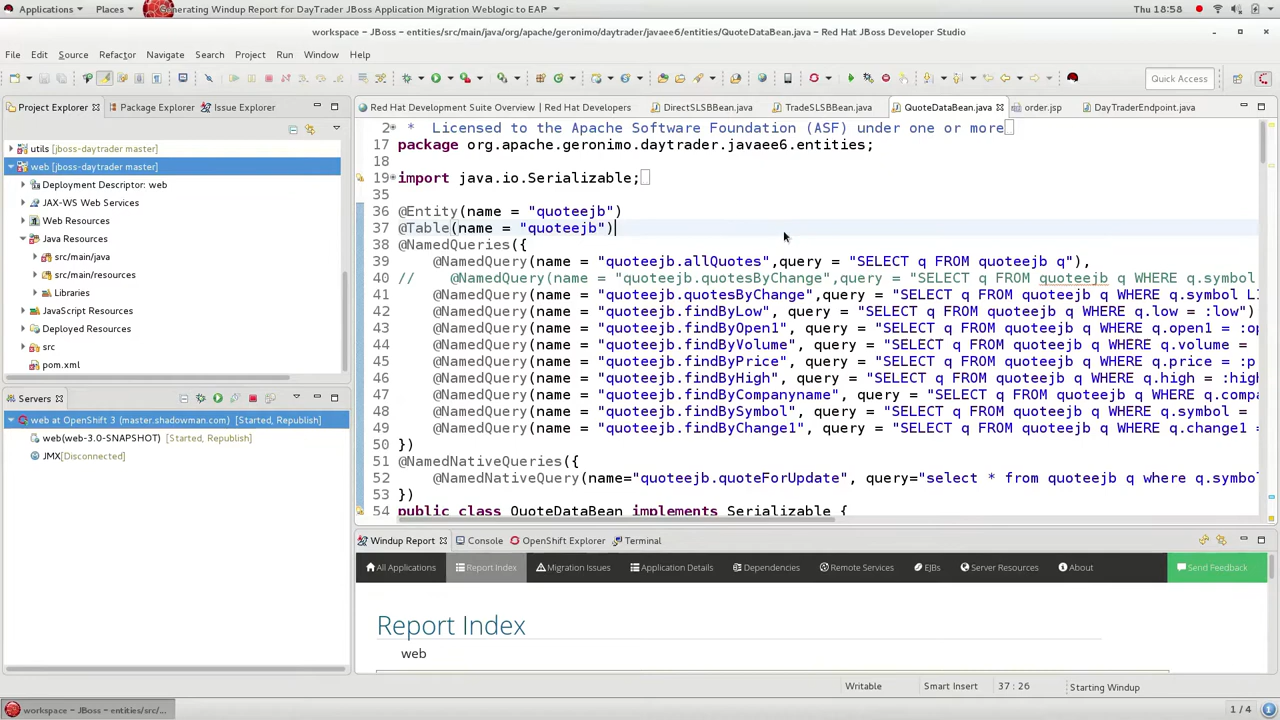 Applications Places Generating Windup Report for DayTrader JBoss Application Migration Weblogic to EAP Thu 18:58
workspace – JBoss – entities/src/main/java/org/apache/geronimo/daytrader/javaee6/entities/QuoteDataBean.java – Red Hat JBoss Developer Studio
File Edit Source Refactor Navigate Search Project Run Window Help
Quick Access
Project Explorer Package Explorer Issue Explorer
Red Hat Development Suite Overview | Red Hat Developers DirectSLSBBean.java TradeSLSBBean.java QuoteDataBean.java order.jsp DayTraderEndpoint.java
utils [jboss-daytrader master]
web [jboss-daytrader master]
Deployment Descriptor: web
JAX-WS Web Services
Web Resources
Java Resources
src/main/java
src/main/resources
Libraries
JavaScript Resources
Deployed Resources
src
pom.xml
2 * Licensed to the Apache Software Foundation (ASF) under one or more
17 package org.apache.geronimo.daytrader.javaee6.entities;
18
19 import java.io.Serializable;
35
36 @Entity(name = "quoteejb")
37 @Table(name = "quoteejb")
38 @NamedQueries({
39 @NamedQuery(name = "quoteejb.allQuotes",query = "SELECT q FROM quoteejb q"),
40 // @NamedQuery(name = "quoteejb.quotesByChange",query = "SELECT q FROM quoteejb q WHERE q.symbol
41 @NamedQuery(name = "quoteejb.quotesByChange",query = "SELECT q FROM quoteejb q WHERE q.symbol LI
42 @NamedQuery(name = "quoteejb.findByLow", query = "SELECT q FROM quoteejb q WHERE q.low = :low")
43 @NamedQuery(name = "quoteejb.findByOpen1", query = "SELECT q FROM quoteejb q WHERE q.open1 = :op
44 @NamedQuery(name = "quoteejb.findByVolume", query = "SELECT q FROM quoteejb q WHERE q.volume =
45 @NamedQuery(name = "quoteejb.findByPrice", query = "SELECT q FROM quoteejb q WHERE q.price = :p
46 @NamedQuery(name = "quoteejb.findByHigh", query = "SELECT q FROM quoteejb q WHERE q.high = :high
47 @NamedQuery(name = "quoteejb.findByCompanyname", query = "SELECT q FROM quoteejb q WHERE q.compa
48 @NamedQuery(name = "quoteejb.findBySymbol", query = "SELECT q FROM quoteejb q WHERE q.symbol =
49 @NamedQuery(name = "quoteejb.findByChange1", query = "SELECT q FROM quoteejb q WHERE q.change1 =
50 })
51 @NamedNativeQueries({
52 @NamedNativeQuery(name="quoteejb.quoteForUpdate", query="select * from quoteejb q where q.symbo
53 })
54 public class QuoteDataBean implements Serializable {
Servers
web at OpenShift 3 (master.shadowman.com) [Started, Republish]
web(web-3.0-SNAPSHOT) [Started, Republish]
JMX[Disconnected]
Windup Report Console OpenShift Explorer Terminal
All Applications Report Index Migration Issues Application Details Dependencies Remote Services EJBs Server Resources About Send Feedback
Report Index
web
Writable Smart Insert 37 : 26 Starting Windup
workspace – JBoss – entities/src/... 1 / 4